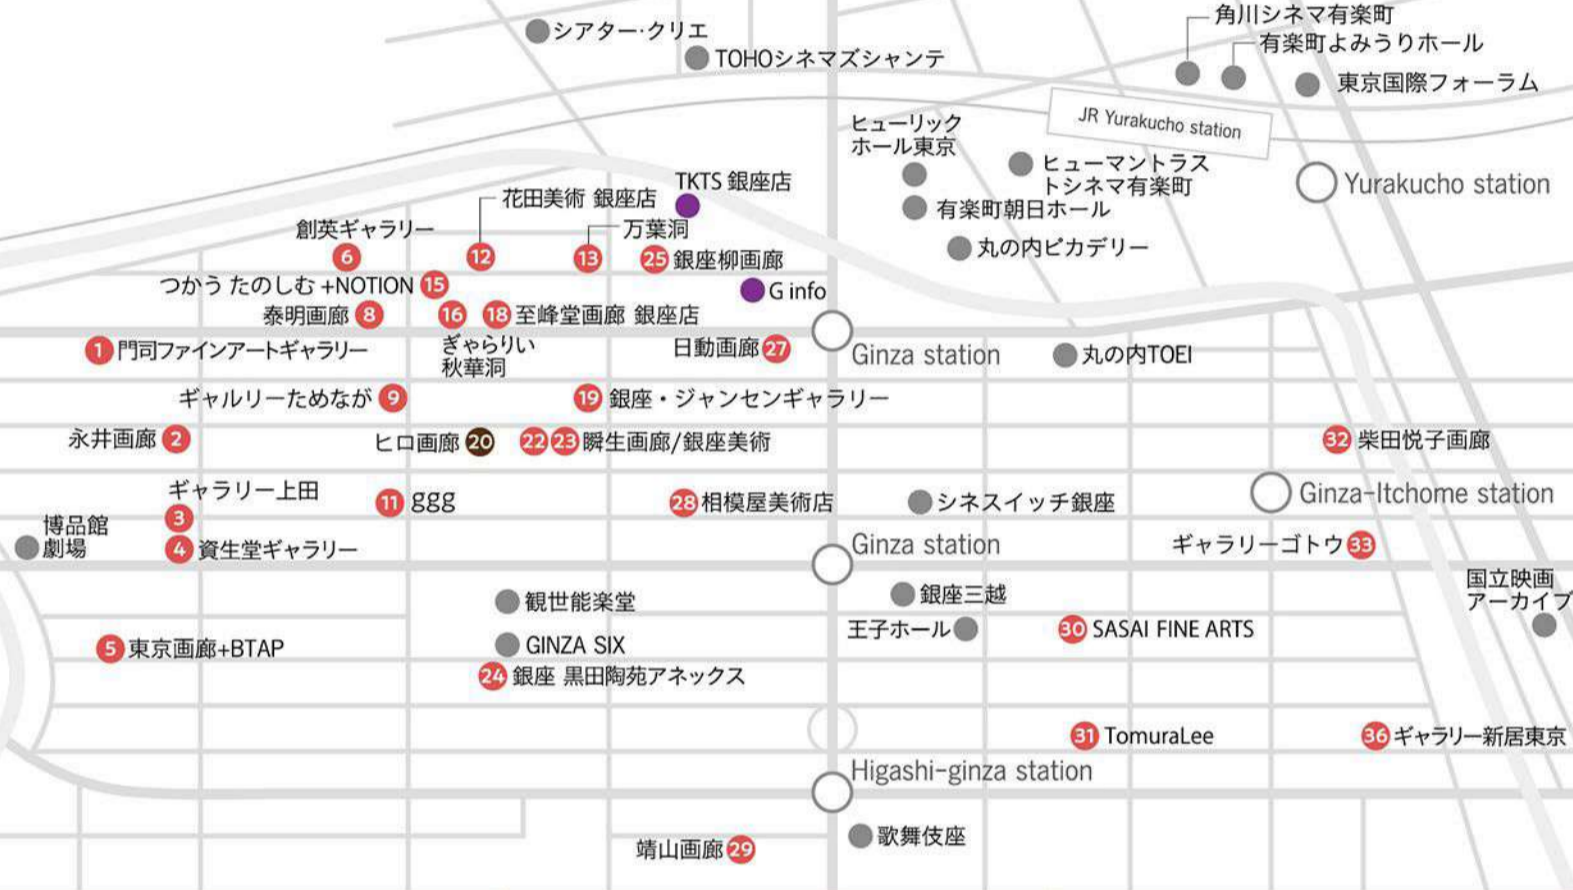 シアター·クリエ
TOHOシネマズシャンテ
角川シネマ有楽町
有楽町よみうりホール
東京国際フォーラム
JR Yurakucho station
ヒューリック
ホール東京
ヒューマントラス
トシネマ有楽町
Yurakucho station
有楽町朝日ホール
丸の内ピカデリー
TKTS 銀座店
花田美術 銀座店
12
万葉洞
13
創英ギャラリー
6
25 銀座柳画廊
つかう たのしむ +NOTION 15
G info
泰明画廊 8
16
ぎゃらりい
秋華洞
18 至峰堂画廊 銀座店
1 門司ファインアートギャラリー
日動画廊 27
Ginza station
丸の内TOEI
ギャルリーためなが 9
19 銀座・ジャンセンギャラリー
永井画廊 2
ヒロ画廊 20
22 23 瞬生画廊/銀座美術
32 柴田悦子画廊
ギャラリー上田
3
11 ggg
28 相模屋美術店
シネスイッチ銀座
Ginza-Itchome station
博品館
劇場
4 資生堂ギャラリー
Ginza station
ギャラリーゴトウ 33
国立映画
アーカイブ
観世能楽堂
銀座三越
王子ホール
30 SASAI FINE ARTS
5 東京画廊+BTAP
GINZA SIX
24 銀座 黒田陶苑アネックス
31 TomuraLee
36 ギャラリー新居東京
Higashi-ginza station
歌舞伎座
靖山画廊 29